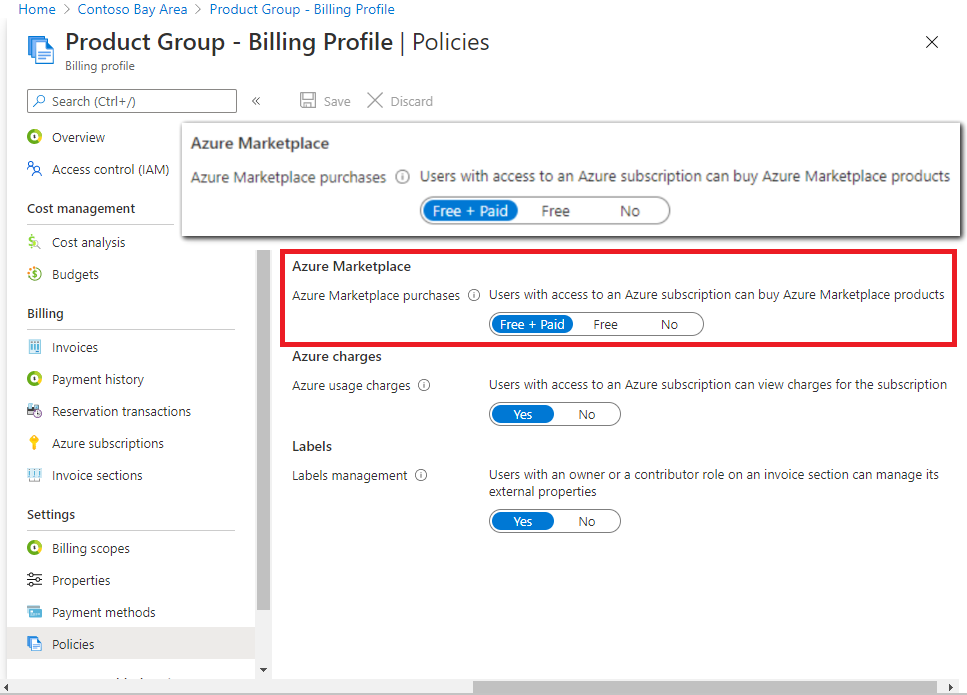 Home > Contoso Bay Area > Product Group - Billing Profile
Product Group - Billing Profile | Policies
Billing profile
Search (Ctrl+/)
«
Save
Discard
Overview
Access control (IAM)
Cost management
Cost analysis
Budgets
Billing
Invoices
Payment history
Reservation transactions
Azure subscriptions
Invoice sections
Settings
Billing scopes
Properties
Payment methods
Policies
Azure Marketplace
Azure Marketplace purchases Users with access to an Azure subscription can buy Azure Marketplace products
Free + Paid Free No
Azure Marketplace
Azure Marketplace purchases Users with access to an Azure subscription can buy Azure Marketplace products
Free + Paid Free No
Azure charges
Azure usage charges Users with access to an Azure subscription can view charges for the subscription
Yes No
Labels
Labels management Users with an owner or a contributor role on an invoice section can manage its
external properties
Yes No